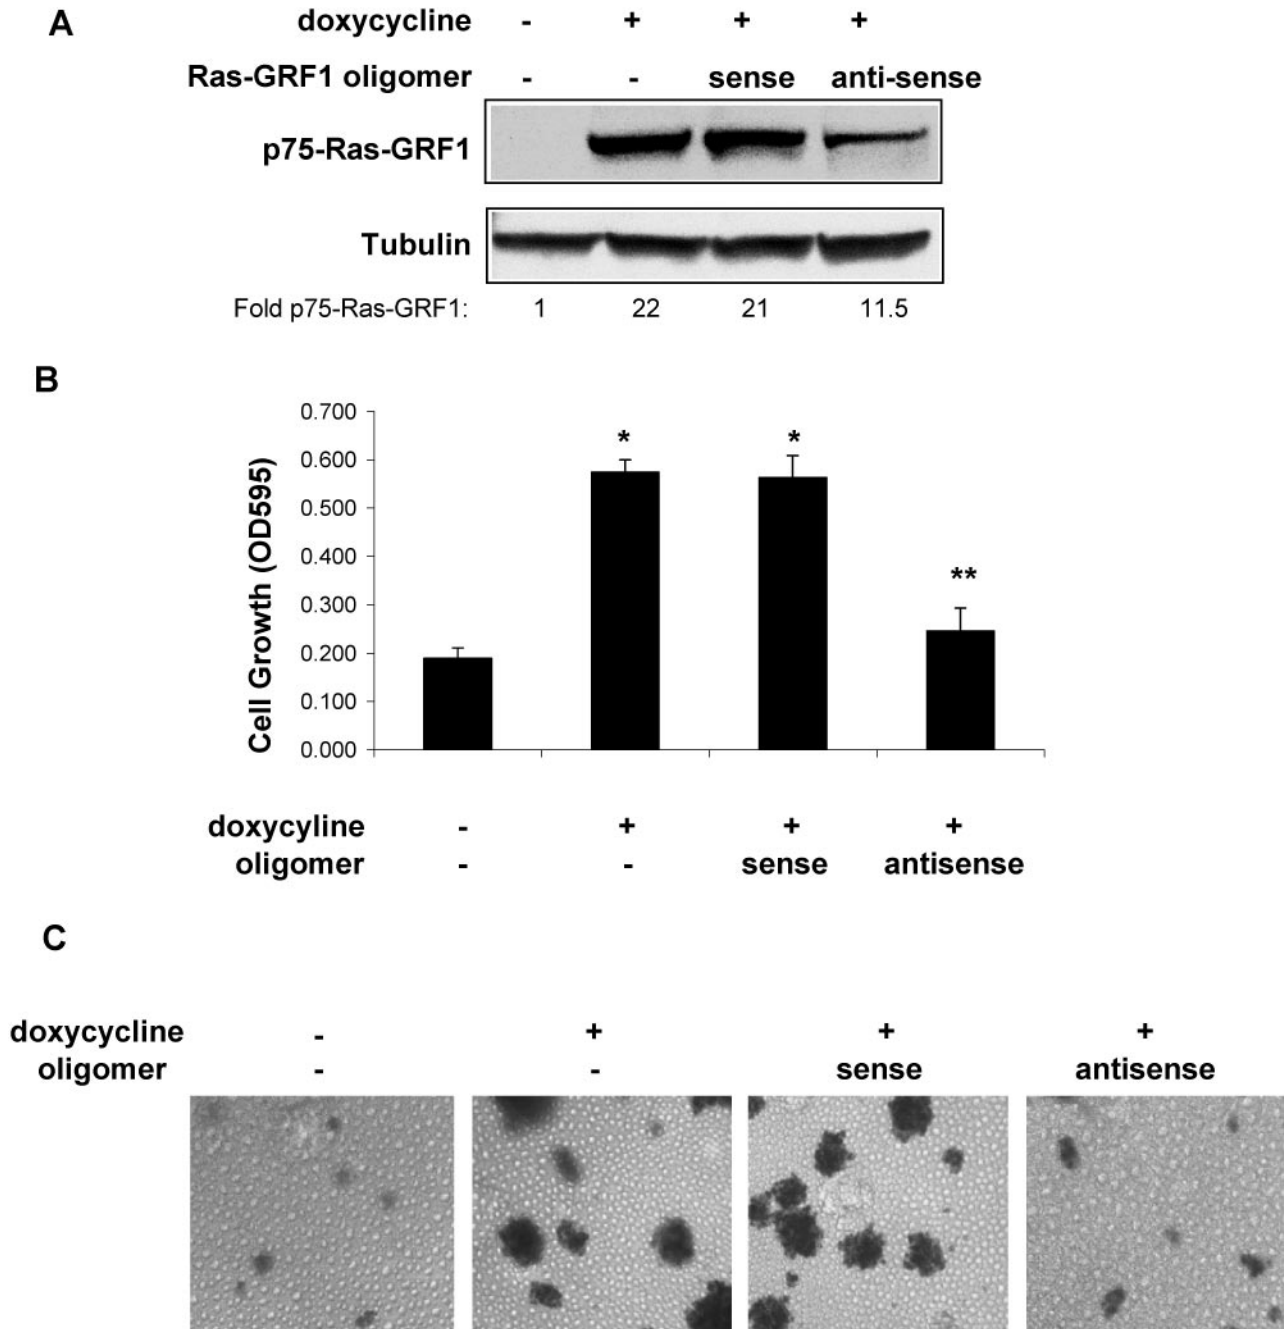 A
doxycycline - + + +
Ras-GRF1 oligomer - - sense anti-sense
p75-Ras-GRF1
Tubulin
Fold p75-Ras-GRF1: 1 22 21 11.5
B
0.700
0.600
0.500
0.400
0.300
0.200
0.100
0.000
Cell Growth (OD595)
* * **
doxycyline - + + +
oligomer - - sense antisense
C
doxycycline - + + +
oligomer - - sense antisense